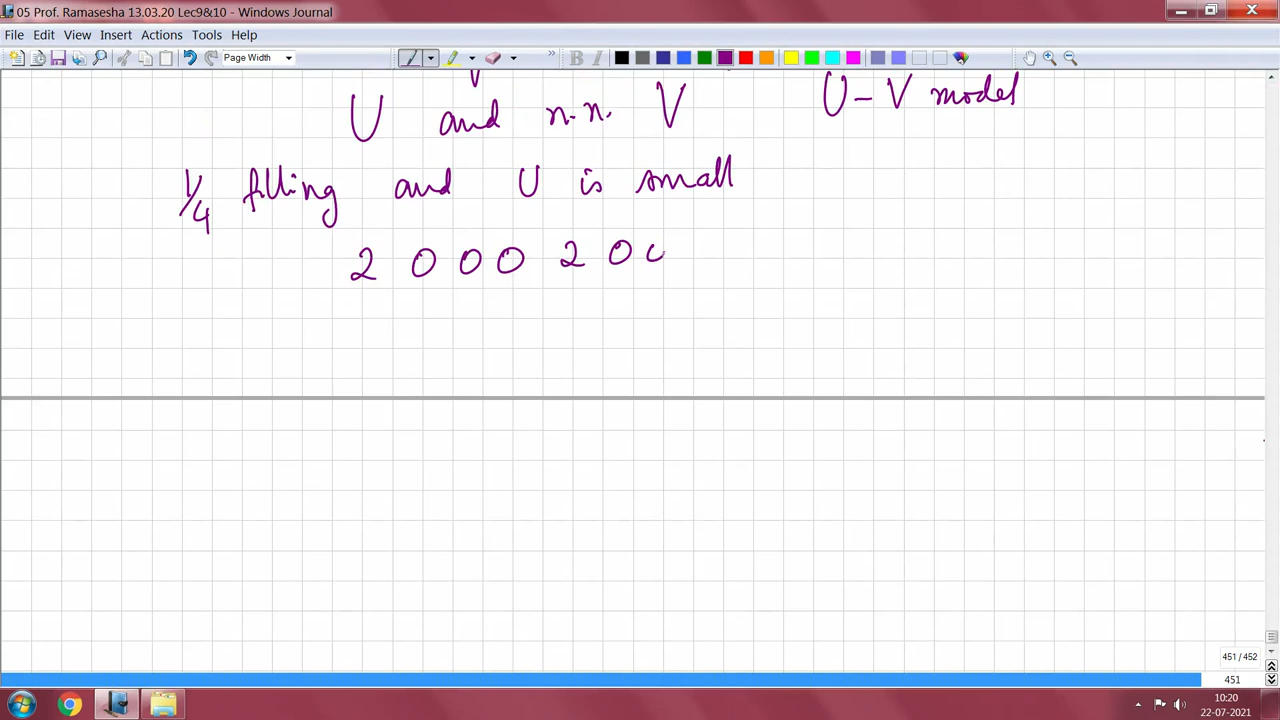 05 Prof. Ramasesha 13.03.20 Lec9&10 - Windows Journal
File Edit View Insert Actions Tools Help
Page Width
U and n.n. V U-V model
1/4 filling and U is small
2 0 0 0 2 0
451 / 452
451
10:20
22-07-2021